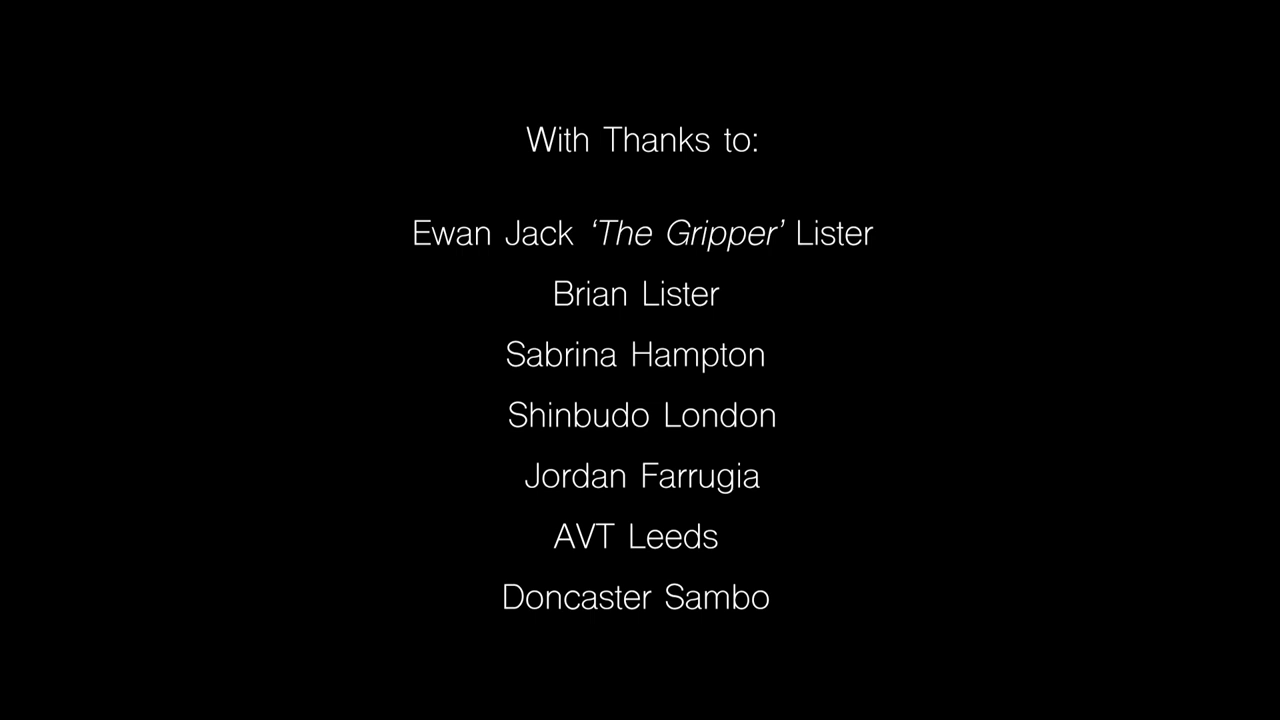 With Thanks to:
Ewan Jack ‘The Gripper’ Lister
Brian Lister
Sabrina Hampton
Shinbudo London
Jordan Farrugia
AVT Leeds
Doncaster Sambo